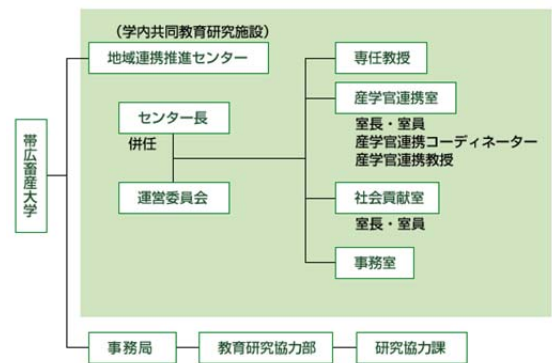 （学内共同教育研究施設）
地域連携推進センター
専任教授
産学官連携室
室長・室員
産学官連携コーディネーター
産学官連携教授
センター長
併任
運営委員会
社会貢献室
室長・室員
事務室
帯広畜産大学
事務局
教育研究協力部
研究協力課